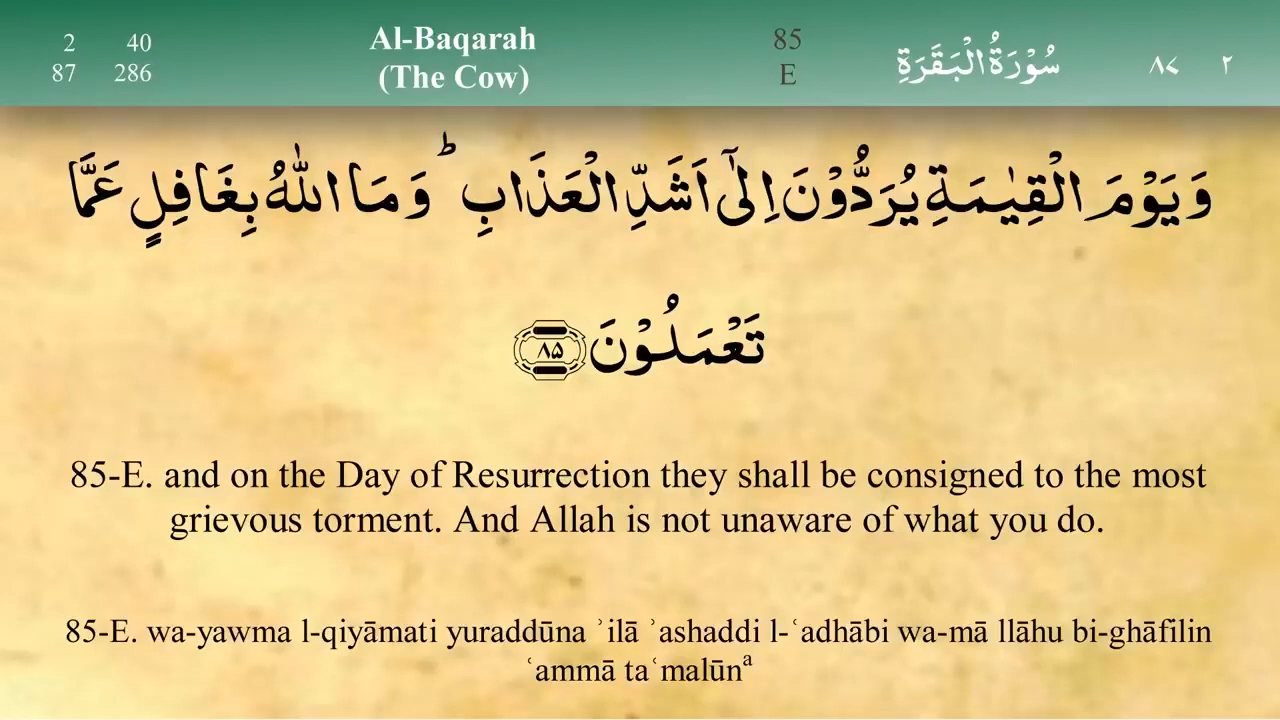 2 40
87 286
Al-Baqarah
(The Cow)
85
E
سُوْرَةُ الْبَقَرَةِ
٨٧ ٢
وَيَوْمَ الْقِيٰمَةِ يُرَدُّوْنَ اِلٰٓى اَشَدِّ الْعَذَابِ ؕ وَمَا اللّٰهُ بِغَافِلٍ عَمَّا
تَعْمَلُوْنَ ٨٥
85-E. and on the Day of Resurrection they shall be consigned to the most
grievous torment. And Allah is not unaware of what you do.
85-E. wa-yawma l-qiyāmati yuraddūna ʾilā ʾashaddi l-ʿadhābi wa-mā llāhu bi-ghāfilin
ʿammā taʿmalūnᵃ